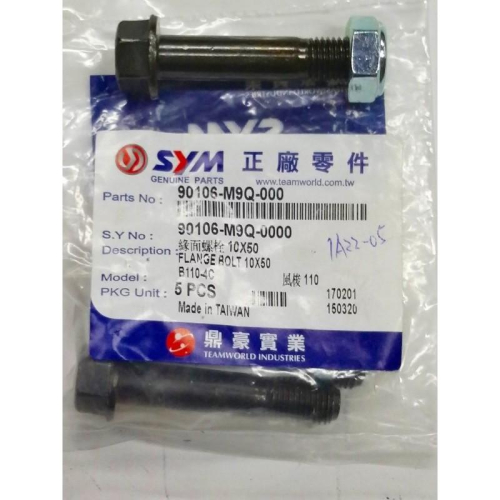 SYM
SYM 正廠零件
GENUINE PARTS www.teamworld.com.tw
Parts No : 90106-M9Q-000
S.Y No : 90106-M9Q-0000
Description : 緣面螺栓 10X50
FLANGE BOLT 10X50
Model : B110-4C 風梭 110
PKG Unit : 5 PCS 170201
Made in TAIWAN 150320
1A22-05
鼎豪實業
TEAMWORLD INDUSTRIES